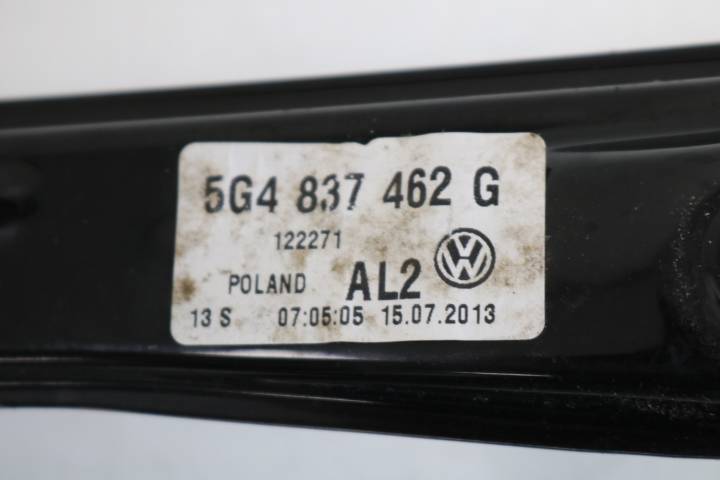 5G4 837 462 G
122271
POLAND AL2
13 S 07:05:05 15.07.2013